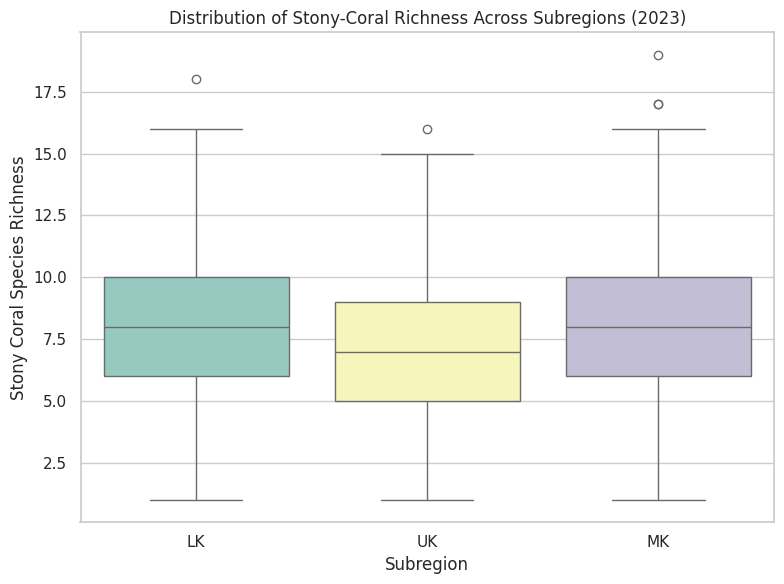 Distribution of Stony-Coral Richness Across Subregions (2023)
Stony Coral Species Richness
17.5
15.0
12.5
10.0
7.5
5.0
2.5
LK
UK
MK
Subregion